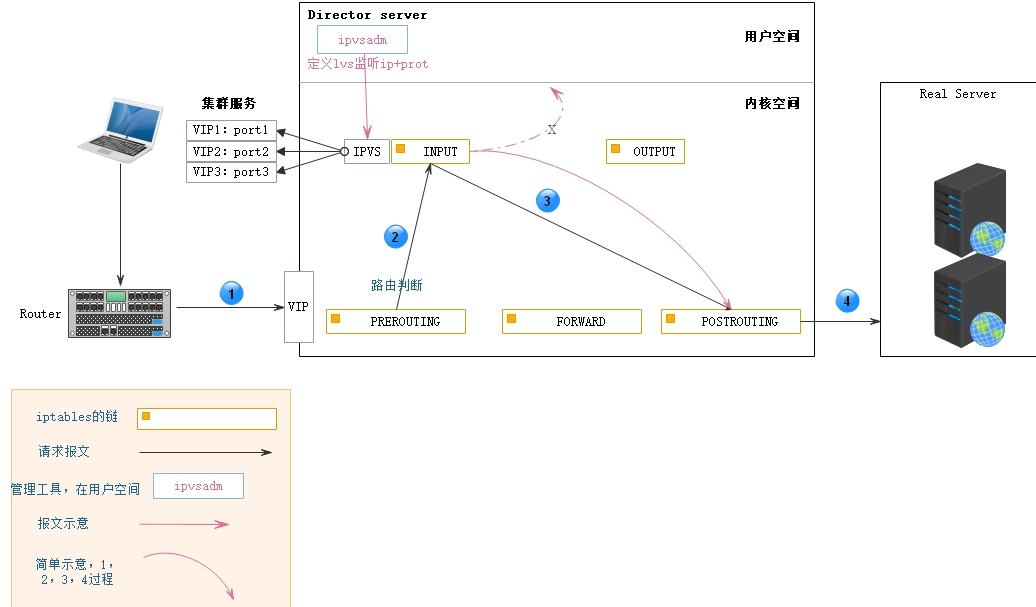 Director server
ipvsadm
用户空间
定义lvs监听ip+prot
集群服务
内核空间
Real Server
VIP1: port1
VIP2: port2
VIP3: port3
IPVS
INPUT
X
OUTPUT
3
2
路由判断
1
VIP
4
Router
PREROUTING
FORWARD
POSTROUTING
iptables的链
请求报文
管理工具，在用户空间
ipvsadm
报文示意
简单示意，1，
2，3，4过程